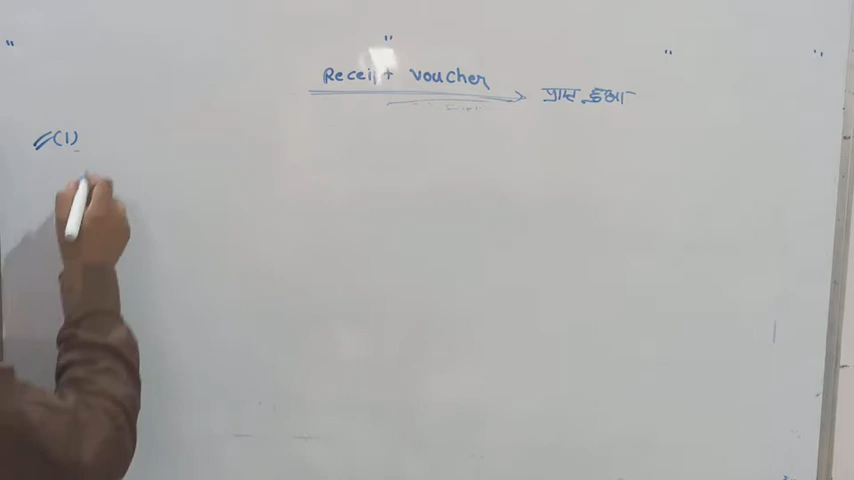 Receipt voucher → प्राप्त हुआ
(1)